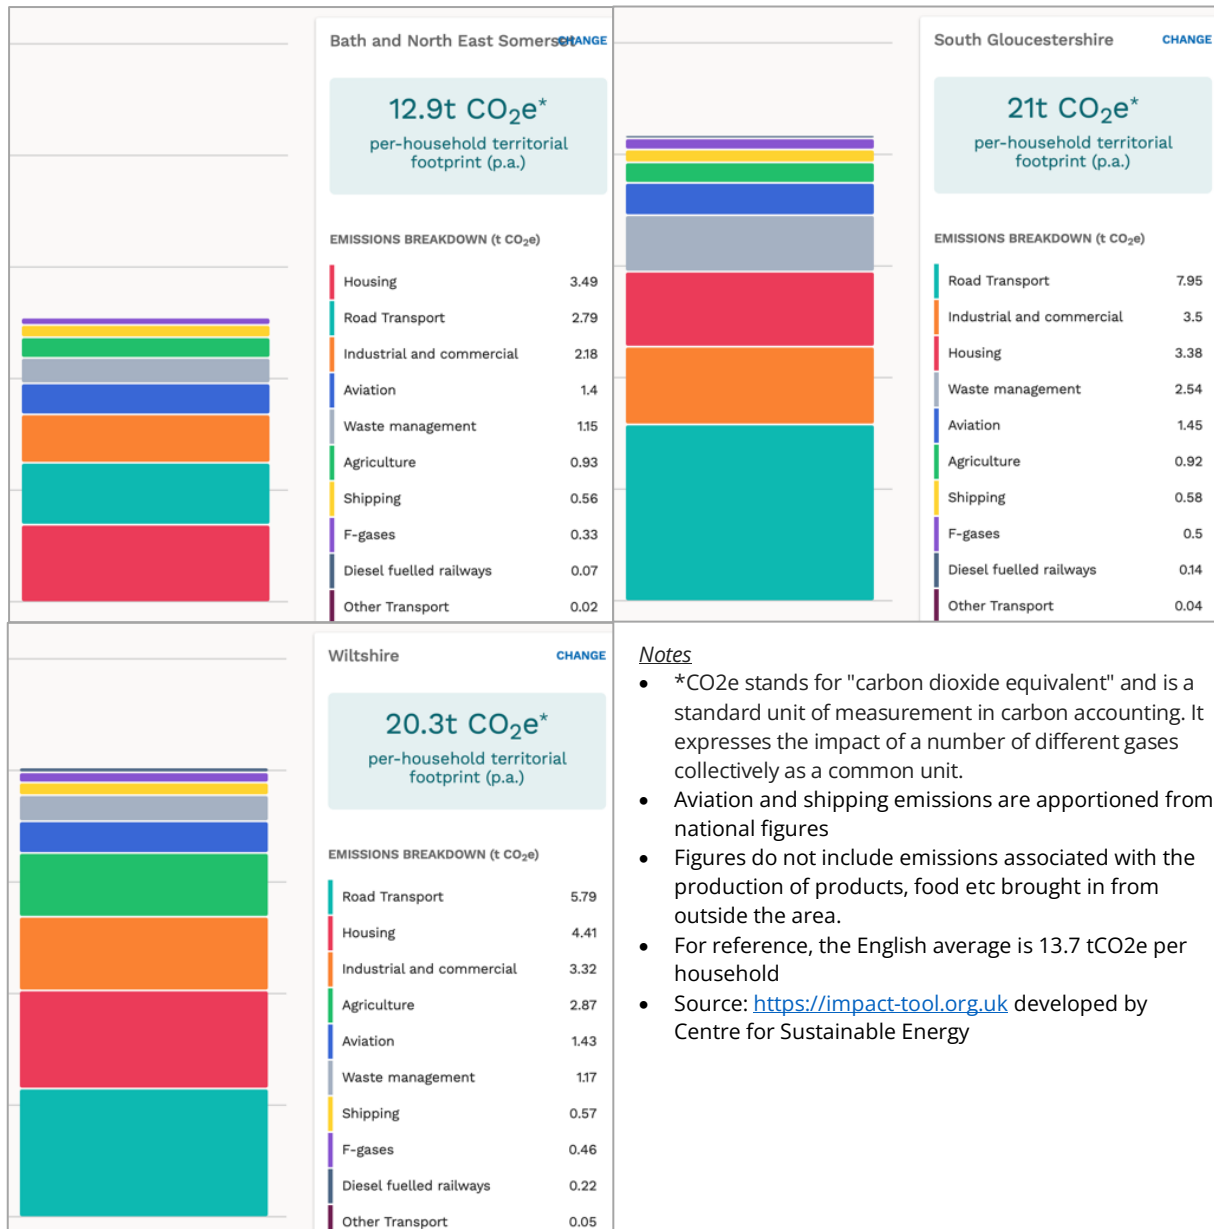 Bath and North East Somerset CHANGE
12.9t CO₂e*
per-household territorial
footprint (p.a.)
EMISSIONS BREAKDOWN (t CO₂e)
Housing 3.49
Road Transport 2.79
Industrial and commercial 2.18
Aviation 1.4
Waste management 1.15
Agriculture 0.93
Shipping 0.56
F-gases 0.33
Diesel fuelled railways 0.07
Other Transport 0.02
South Gloucestershire CHANGE
21t CO₂e*
per-household territorial
footprint (p.a.)
EMISSIONS BREAKDOWN (t CO₂e)
Road Transport 7.95
Industrial and commercial 3.5
Housing 3.38
Waste management 2.54
Aviation 1.45
Agriculture 0.92
Shipping 0.58
F-gases 0.5
Diesel fuelled railways 0.14
Other Transport 0.04
Wiltshire CHANGE
20.3t CO₂e*
per-household territorial
footprint (p.a.)
EMISSIONS BREAKDOWN (t CO₂e)
Road Transport 5.79
Housing 4.41
Industrial and commercial 3.32
Agriculture 2.87
Aviation 1.43
Waste management 1.17
Shipping 0.57
F-gases 0.46
Diesel fuelled railways 0.22
Other Transport 0.05
Notes
• *CO2e stands for "carbon dioxide equivalent" and is a
standard unit of measurement in carbon accounting. It
expresses the impact of a number of different gases
collectively as a common unit.
• Aviation and shipping emissions are apportioned from
national figures
• Figures do not include emissions associated with the
production of products, food etc brought in from
outside the area.
• For reference, the English average is 13.7 tCO2e per
household
• Source: https://impact-tool.org.uk developed by
Centre for Sustainable Energy